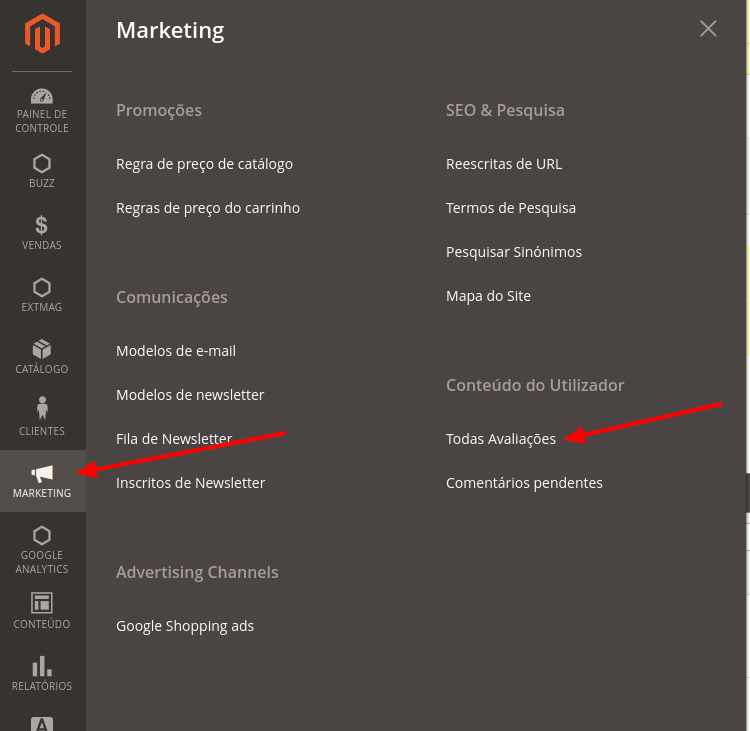 Marketing
PAINEL DE
CONTROLE
BUZZ
VENDAS
EXTMAG
CATÁLOGO
CLIENTES
MARKETING
GOOGLE
ANALYTICS
CONTEÚDO
RELATÓRIOS
Promoções
Regra de preço de catálogo
Regras de preço do carrinho
Comunicações
Modelos de e-mail
Modelos de newsletter
Fila de Newsletter
Inscritos de Newsletter
Advertising Channels
Google Shopping ads
SEO & Pesquisa
Reescritas de URL
Termos de Pesquisa
Pesquisar Sinónimos
Mapa do Site
Conteúdo do Utilizador
Todas Avaliações
Comentários pendentes